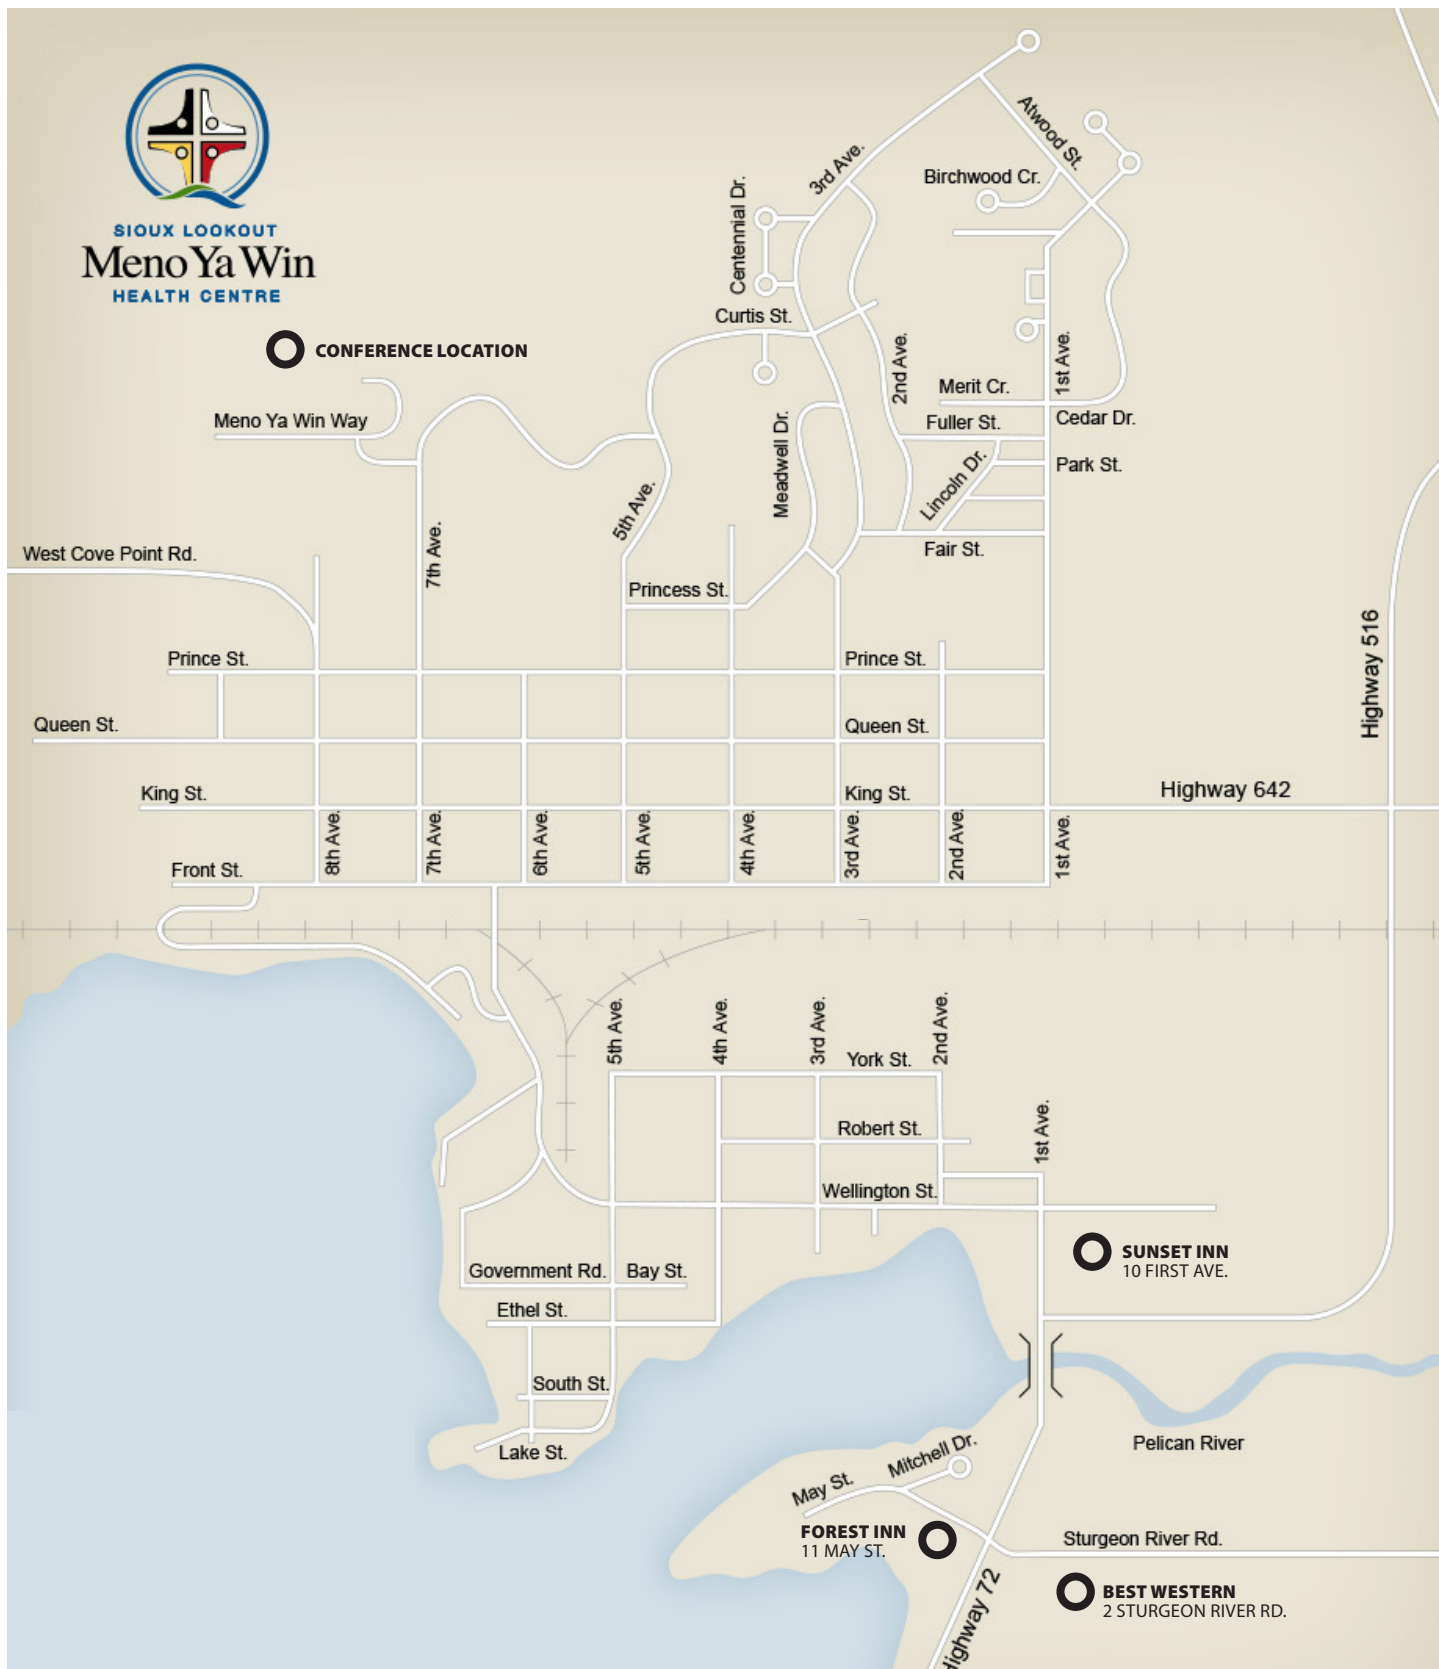 SIOUX LOOKOUT
Meno Ya Win
HEALTH CENTRE
CONFERENCE LOCATION
Atwood St.
3rd Ave.
Birchwood Cr.
Centennial Dr.
Curtis St.
2nd Ave.
1st Ave.
Merit Cr.
Meno Ya Win Way
Meadwell Dr.
Fuller St.
Cedar Dr.
Lincoln Dr.
Park St.
5th Ave.
7th Ave.
West Cove Point Rd.
Fair St.
Princess St.
Highway 516
Prince St.
Prince St.
Queen St.
Queen St.
King St.
King St.
Highway 642
8th Ave.
7th Ave.
6th Ave.
5th Ave.
4th Ave.
3rd Ave.
2nd Ave.
1st Ave.
Front St.
5th Ave.
4th Ave.
3rd Ave.
2nd Ave.
York St.
Robert St.
1st Ave.
Wellington St.
SUNSET INN
10 FIRST AVE.
Government Rd.
Bay St.
Ethel St.
South St.
Lake St.
Pelican River
Mitchell Dr.
May St.
FOREST INN
11 MAY ST.
Sturgeon River Rd.
BEST WESTERN
2 STURGEON RIVER RD.
Highway 72